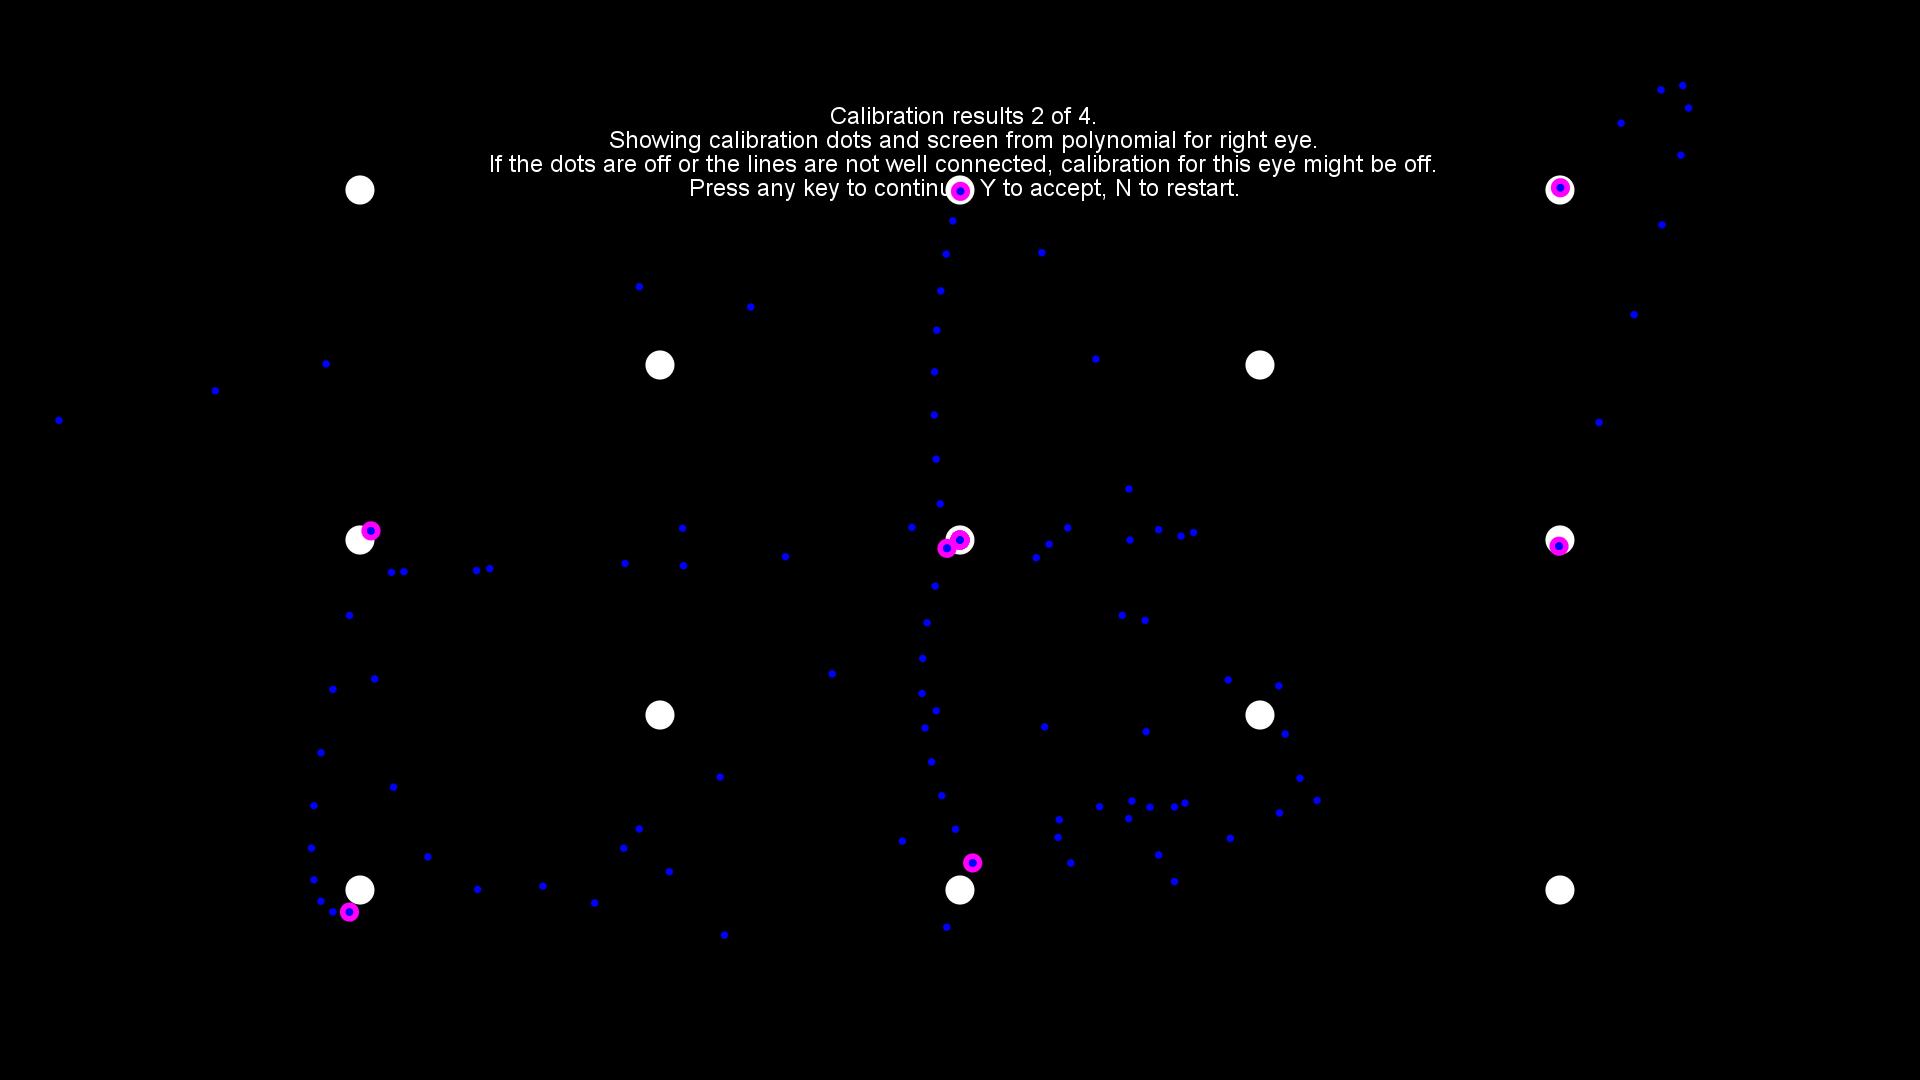 Calibration results 2 of 4.
Showing calibration dots and screen from polynomial for right eye.
If the dots are off or the lines are not well connected, calibration for this eye might be off.
Press any key to continu Y to accept, N to restart.